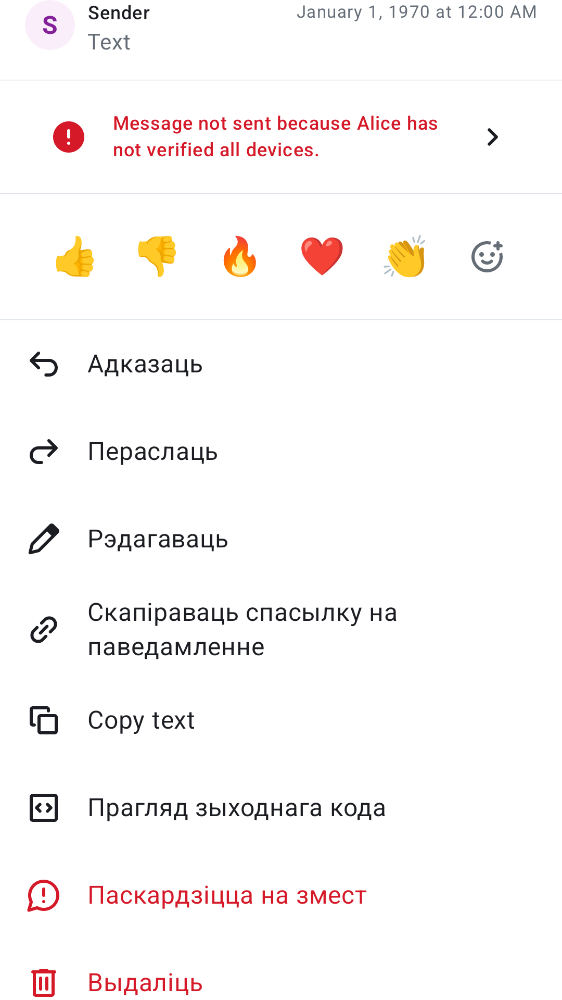 S
Sender
January 1, 1970 at 12:00 AM
Text
Message not sent because Alice has
not verified all devices.
Адказаць
Пераслаць
Рэдагаваць
Скапіраваць спасылку на
паведамленне
Copy text
Прагляд зыходнага кода
Паскардзіцца на змест
Выдаліць